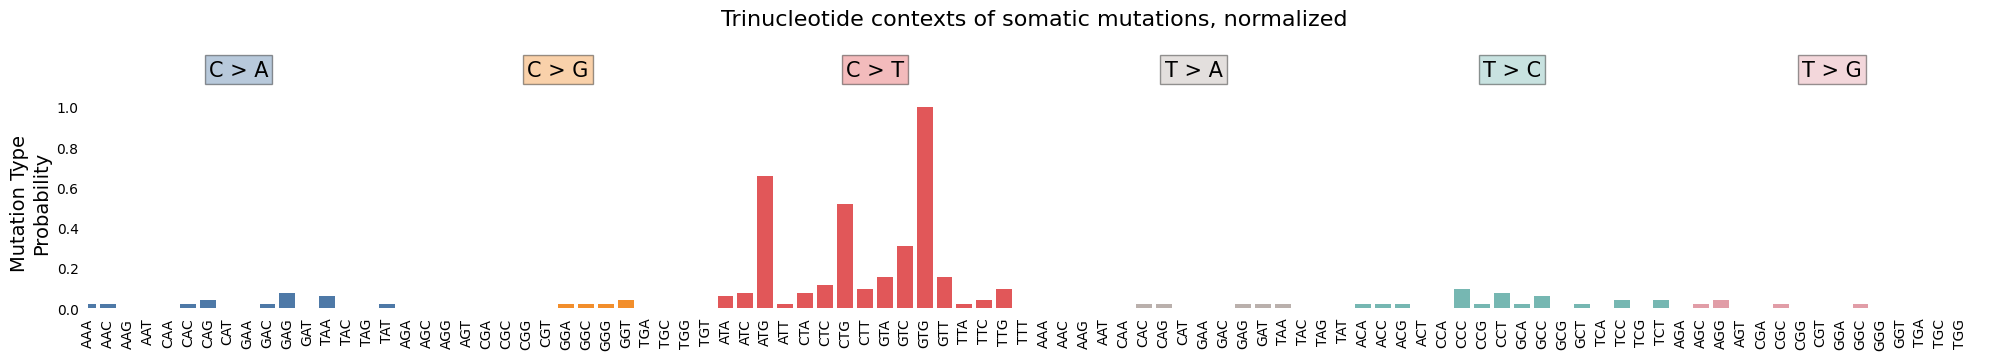 Trinucleotide contexts of somatic mutations, normalized
C > A
C > G
C > T
T > A
T > C
T > G
Mutation Type
Probability
1.0
0.8
0.6
0.4
0.2
0.0
AAA
AAC
AAG
AAT
CAA
CAC
CAG
CAT
GAA
GAC
GAG
GAT
TAA
TAC
TAG
TAT
AGA
AGC
AGG
AGT
CGA
CGC
CGG
CGT
GGA
GGC
GGG
GGT
TGA
TGC
TGG
TGT
ATA
ATC
ATG
ATT
CTA
CTC
CTG
CTT
GTA
GTC
GTG
GTT
TTA
TTC
TTG
TTT
AAA
AAC
AAG
AAT
CAA
CAC
CAG
CAT
GAA
GAC
GAG
GAT
TAA
TAC
TAG
TAT
ACA
ACC
ACG
ACT
CCA
CCC
CCG
CCT
GCA
GCC
GCG
GCT
TCA
TCC
TCG
TCT
AGA
AGC
AGG
AGT
CGA
CGC
CGG
CGT
GGA
GGC
GGG
GGT
TGA
TGC
TGG